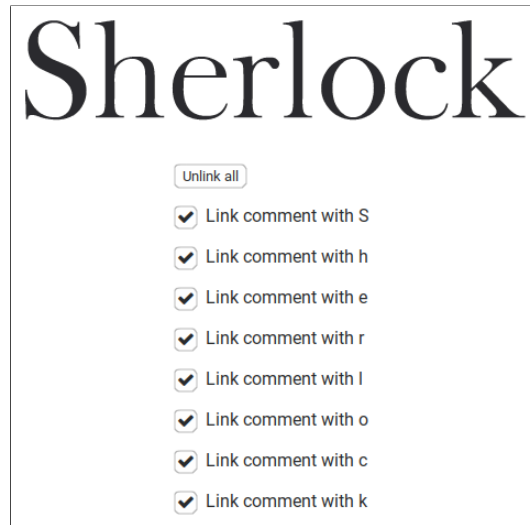 Sherlock
Unlink all
Link comment with S
Link comment with h
Link comment with e
Link comment with r
Link comment with l
Link comment with o
Link comment with c
Link comment with k